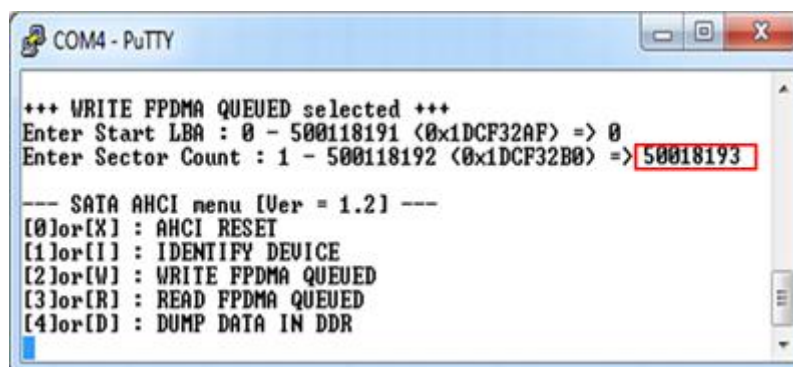 COM4 - PuTTY
+++ WRITE FPDMA QUEUED selected +++
Enter Start LBA : 0 - 500118191 (0x1DCF32AF) => 0
Enter Sector Count : 1 - 500118192 (0x1DCF32B0) => 50018193
--- SATA AHCI menu [Ver = 1.2] ---
[0]or[X] : AHCI RESET
[1]or[I] : IDENTIFY DEVICE
[2]or[W] : WRITE FPDMA QUEUED
[3]or[R] : READ FPDMA QUEUED
[4]or[D] : DUMP DATA IN DDR